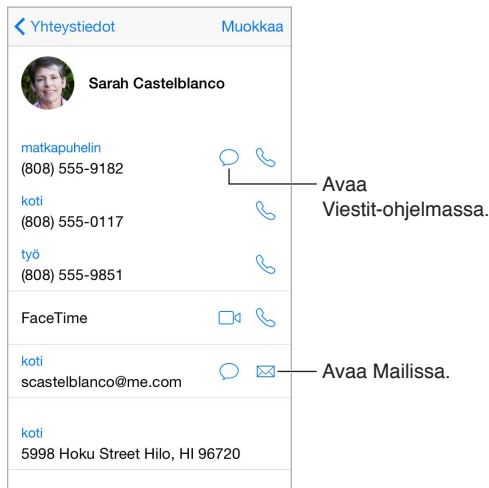 Yhteystiedot Muokkaa
Sarah Castelblanco
matkapuhelin
(808) 555-9182
Avaa
Viestit-ohjelmassa.
koti
(808) 555-0117
työ
(808) 555-9851
FaceTime
koti
scastelblanco@me.com
Avaa Mailissa.
koti
5998 Hoku Street Hilo, HI 96720